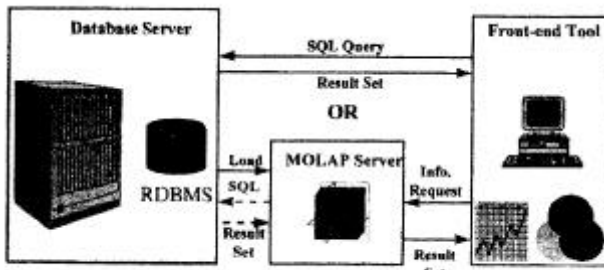 Database Server
Front-end Tool
SQL Query
Result Set
OR
MOLAP Server
Load
SQL
RDBMS
Result
Set
Info.
Request
Result